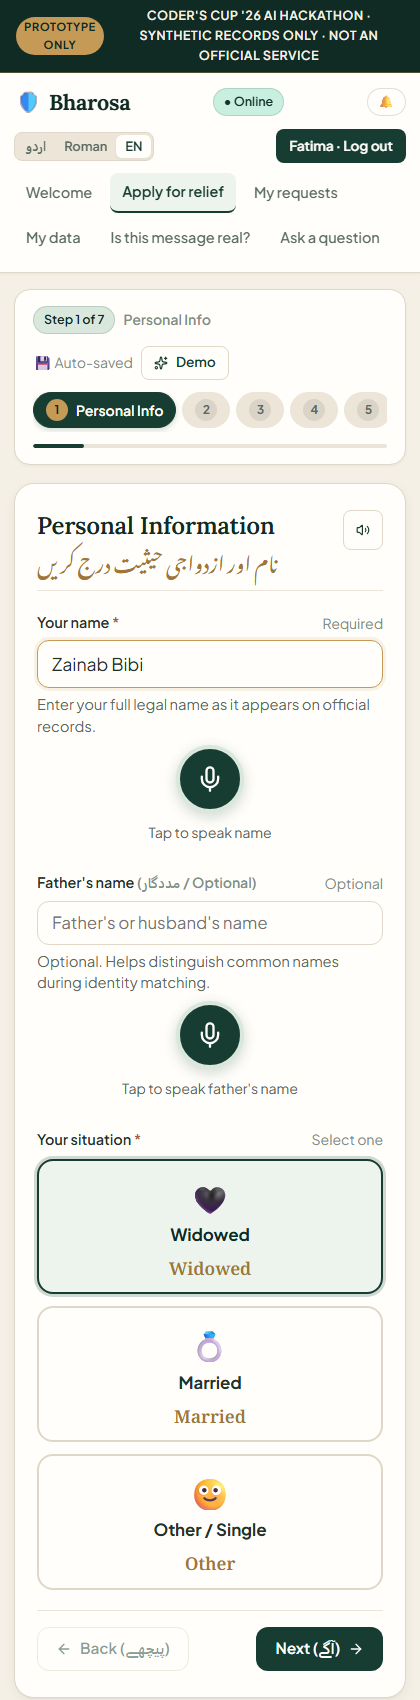 PROTOTYPE ONLY
CODER'S CUP '26 AI HACKATHON ·
SYNTHETIC RECORDS ONLY · NOT AN
OFFICIAL SERVICE
Bharosa
• Online
اردو
Roman
EN
Fatima · Log out
Welcome
Apply for relief
My requests
My data
Is this message real?
Ask a question
Step 1 of 7
Personal Info
Auto-saved
Demo
1 Personal Info
2
3
4
5
Personal Information
نام اور ازدواجی حیثیت درج کریں
Your name *
Required
Zainab Bibi
Enter your full legal name as it appears on official
records.
Tap to speak name
Father's name (مددگار / Optional)
Optional
Father's or husband's name
Optional. Helps distinguish common names
during identity matching.
Tap to speak father's name
Your situation *
Select one
Widowed
Widowed
Married
Married
Other / Single
Other
← Back (پیچھے)
Next (آگے) →